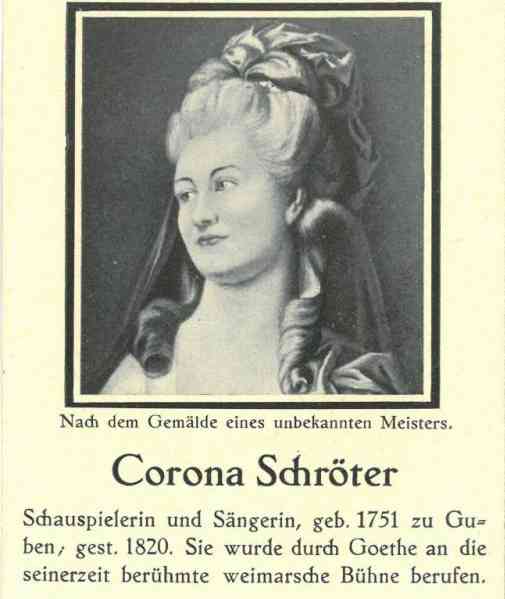 Nach dem Gemälde eines unbekannten Meisters.
Corona Schröter
Schauspielerin und Sängerin, geb. 1751 zu Gu=
ben, gest. 1820. Sie wurde durch Goethe an die
seinerzeit berühmte weimarsche Bühne berufen.